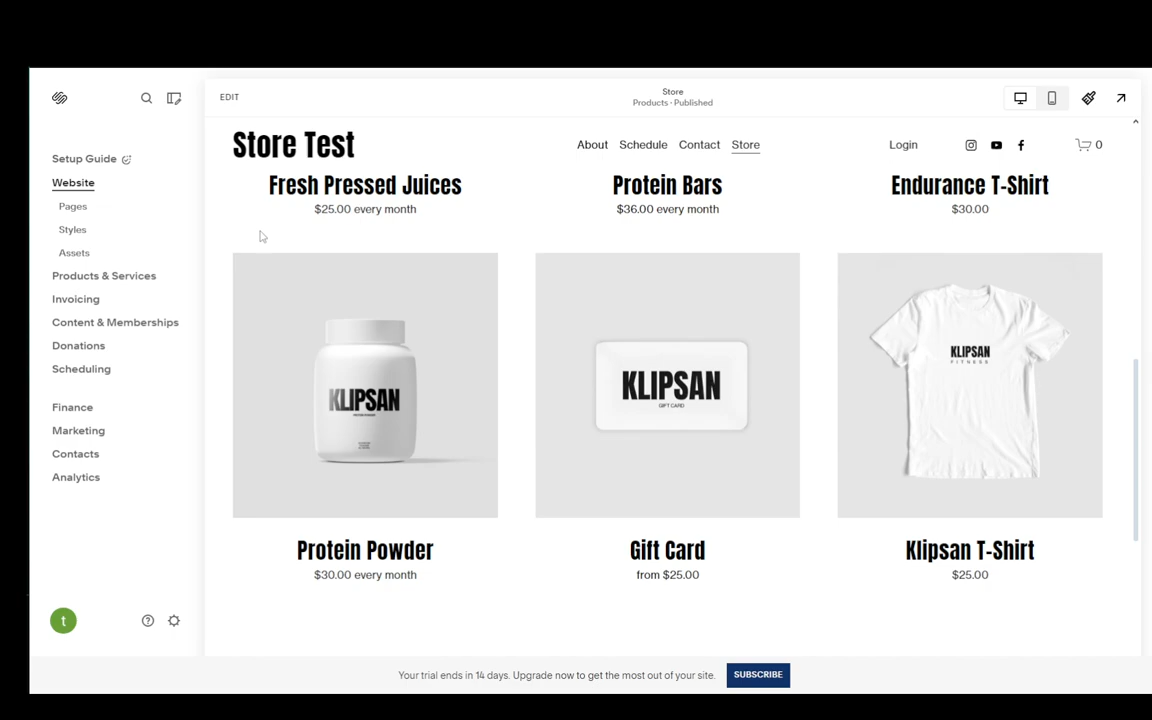 EDIT
Store
Products · Published
Setup Guide
Website
Pages
Styles
Assets
Products & Services
Invoicing
Content & Memberships
Donations
Scheduling
Finance
Marketing
Contacts
Analytics
t
Store Test
About Schedule Contact Store
Login
0
Fresh Pressed Juices
$25.00 every month
Protein Bars
$36.00 every month
Endurance T-Shirt
$30.00
KLIPSAN
KLIPSAN
GIFT CARD
KLIPSAN
FITNESS
Protein Powder
$30.00 every month
Gift Card
from $25.00
Klipsan T-Shirt
$25.00
Your trial ends in 14 days. Upgrade now to get the most out of your site.
SUBSCRIBE